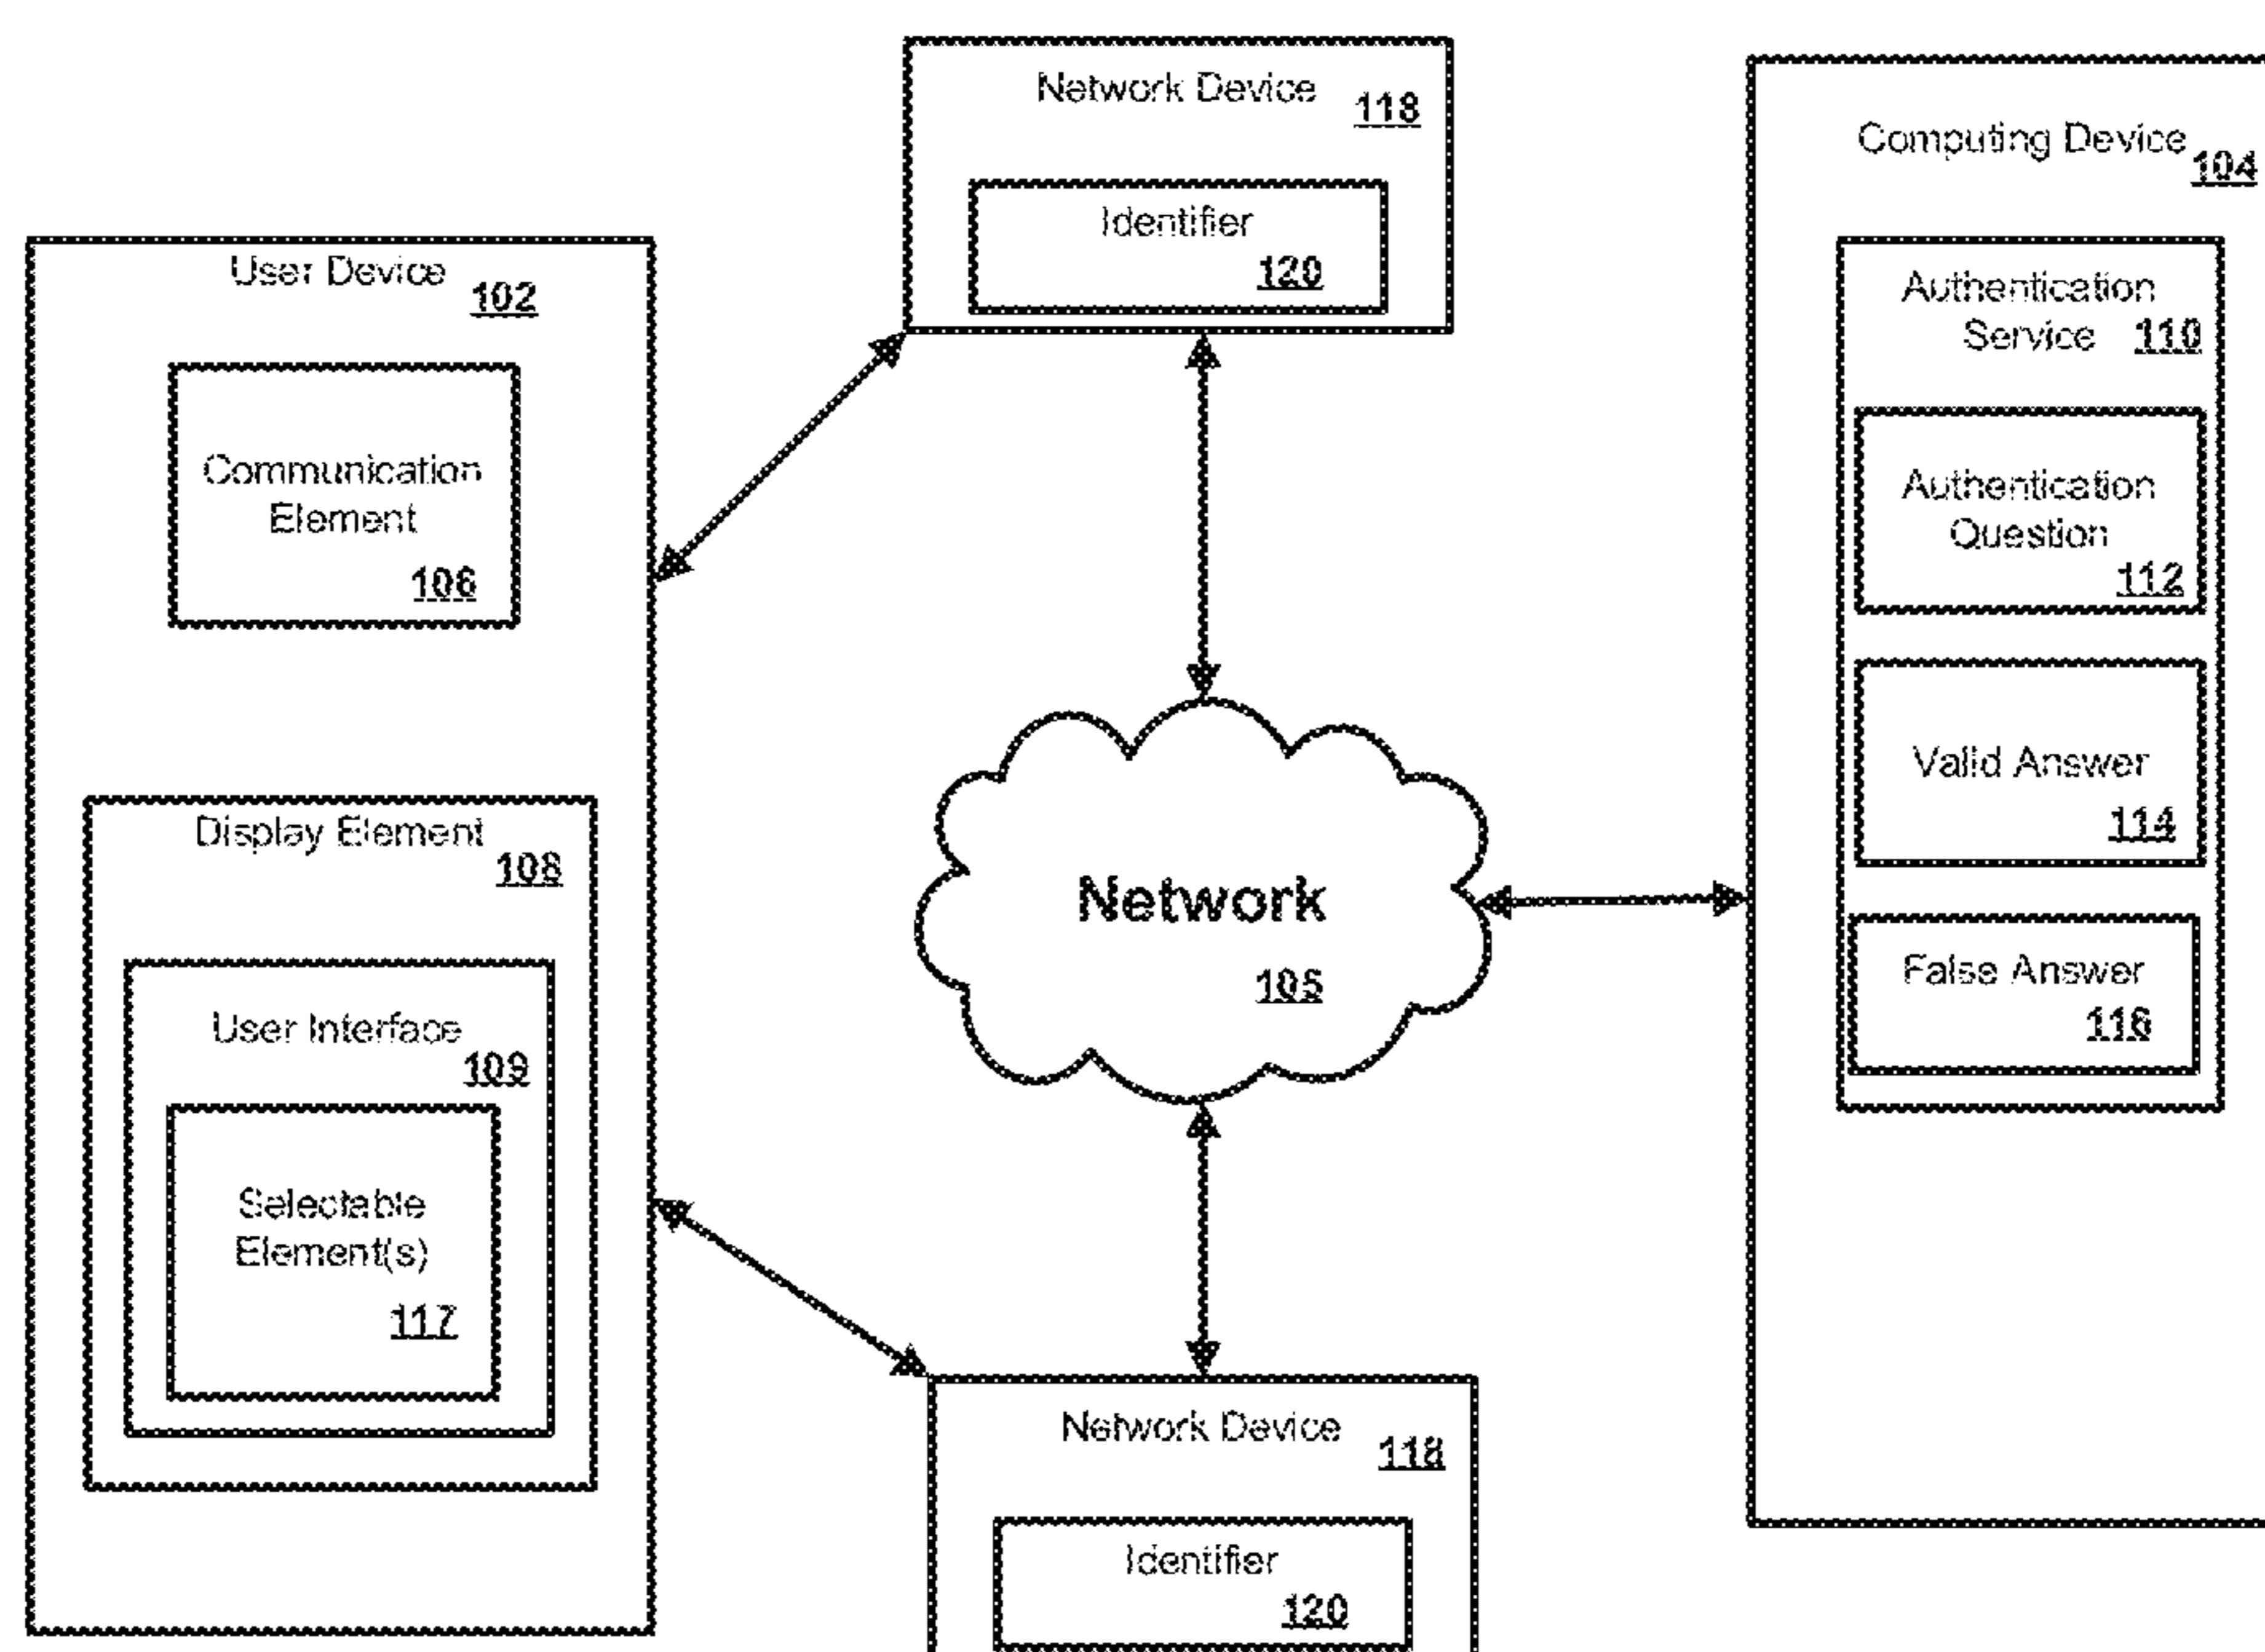 User Device
102
Communication
Element
106
Display Element
108
User Interface
109
Selectable
Element(s)
117
Network Device
118
Identifier
120
Network
105
Network Device
118
Identifier
120
Computing Device
104
Authentication
Service 110
Authentication
Question
112
Valid Answer
114
False Answer
116